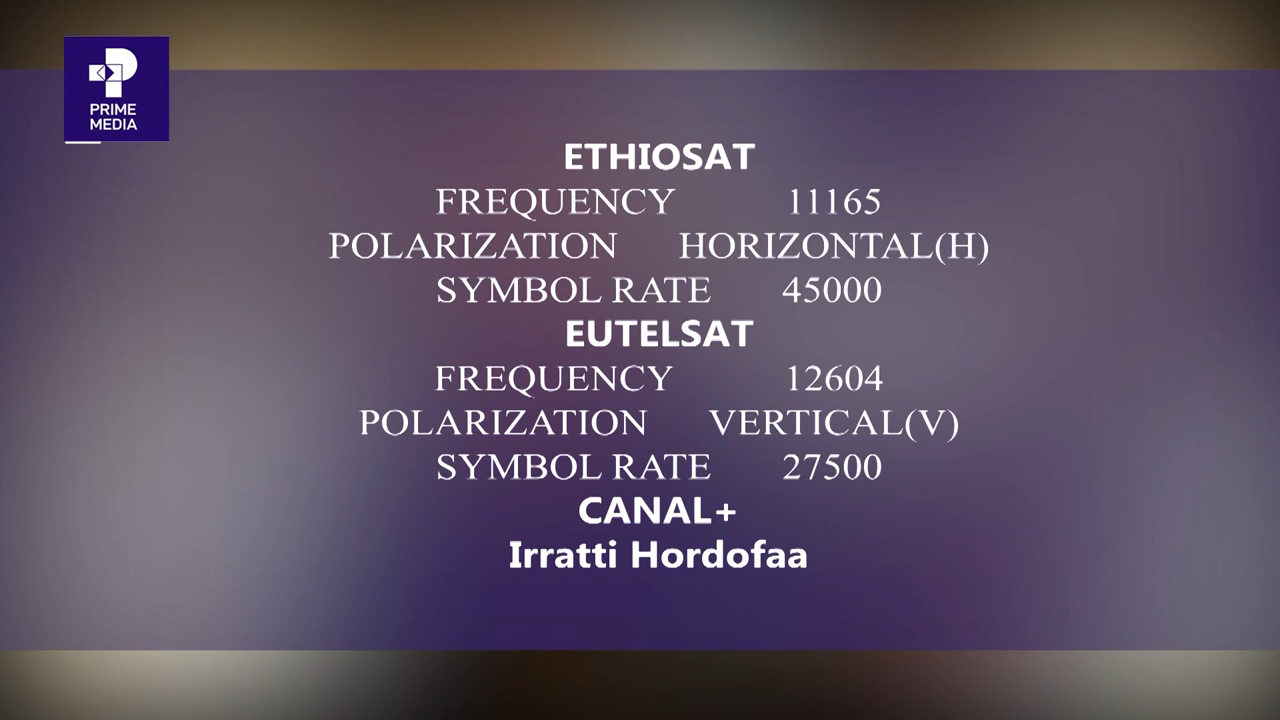 PRIME
MEDIA
ETHIOSAT
FREQUENCY 11165
POLARIZATION HORIZONTAL(H)
SYMBOL RATE 45000
EUTELSAT
FREQUENCY 12604
POLARIZATION VERTICAL(V)
SYMBOL RATE 27500
CANAL+
Irratti Hordofaa